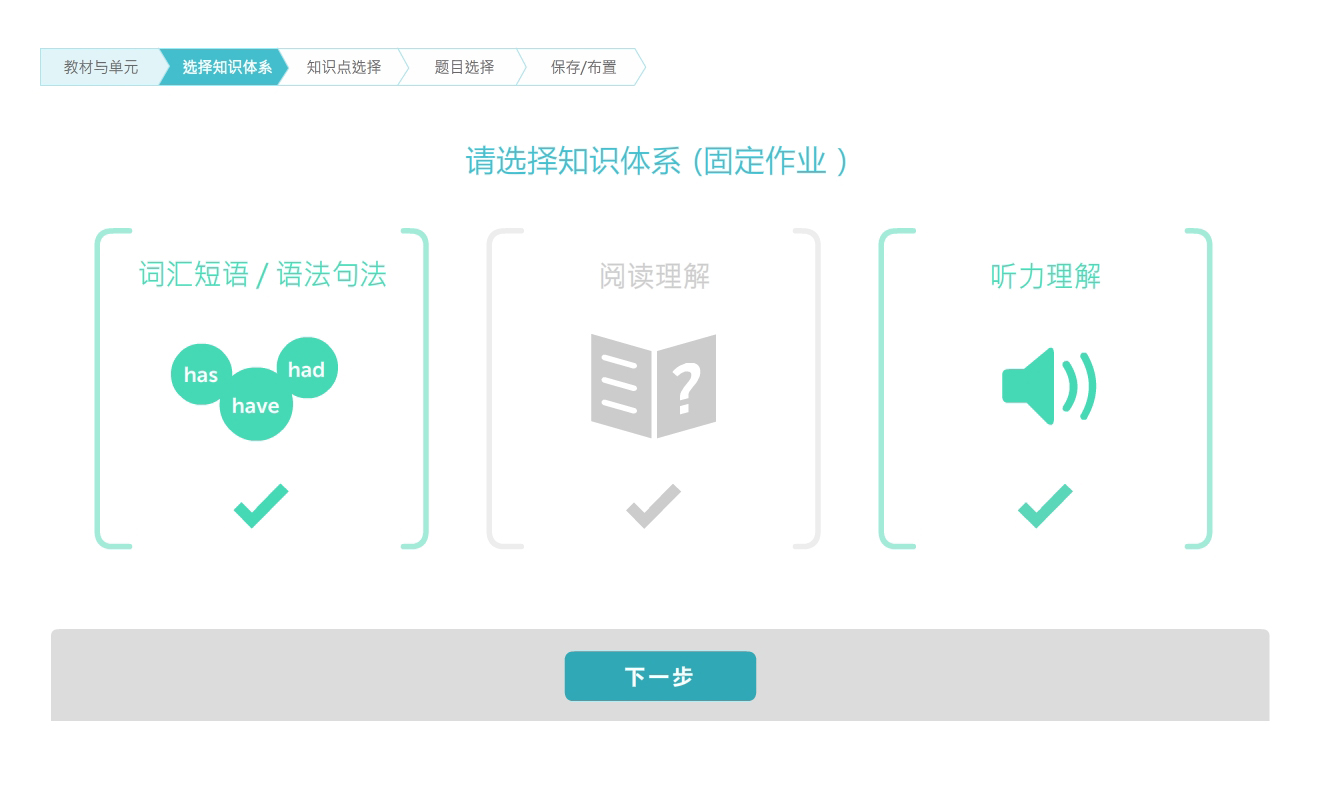 教材与单元
选择知识体系
知识点选择
题目选择
保存/布置
请选择知识体系 (固定作业 )
词汇短语 / 语法句法
阅读理解
听力理解
has
had
have
?
下一步